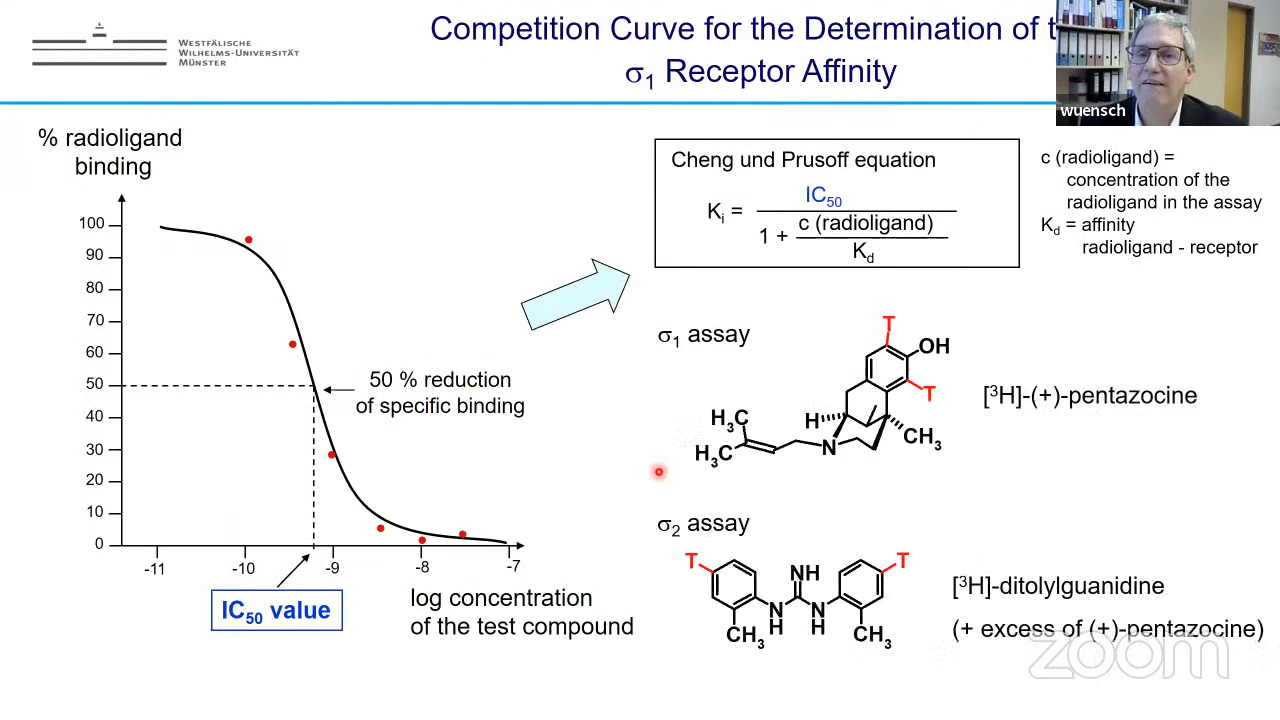 WESTFÄLISCHE
WILHELMS-UNIVERSITÄT
MÜNSTER
Competition Curve for the Determination of t
σ₁ Receptor Affinity
wuensch
% radioligand
binding
100
90
80
70
60
50
40
30
20
10
0
-11
-10
-9
-8
-7
50 % reduction
of specific binding
IC₅₀ value
log concentration
of the test compound
Cheng und Prusoff equation
Kᵢ =
IC₅₀
1 +
c (radioligand)
K_d
c (radioligand) =
concentration of the
radioligand in the assay
K_d = affinity
radioligand - receptor
σ₁ assay
T
OH
T
H
H₃C
H₃C
N
CH₃
[³H]-(+)-pentazocine
σ₂ assay
T
NH
T
N
H
N
H
CH₃
CH₃
[³H]-ditolylguanidine
(+ excess of (+)-pentazocine)
zoom